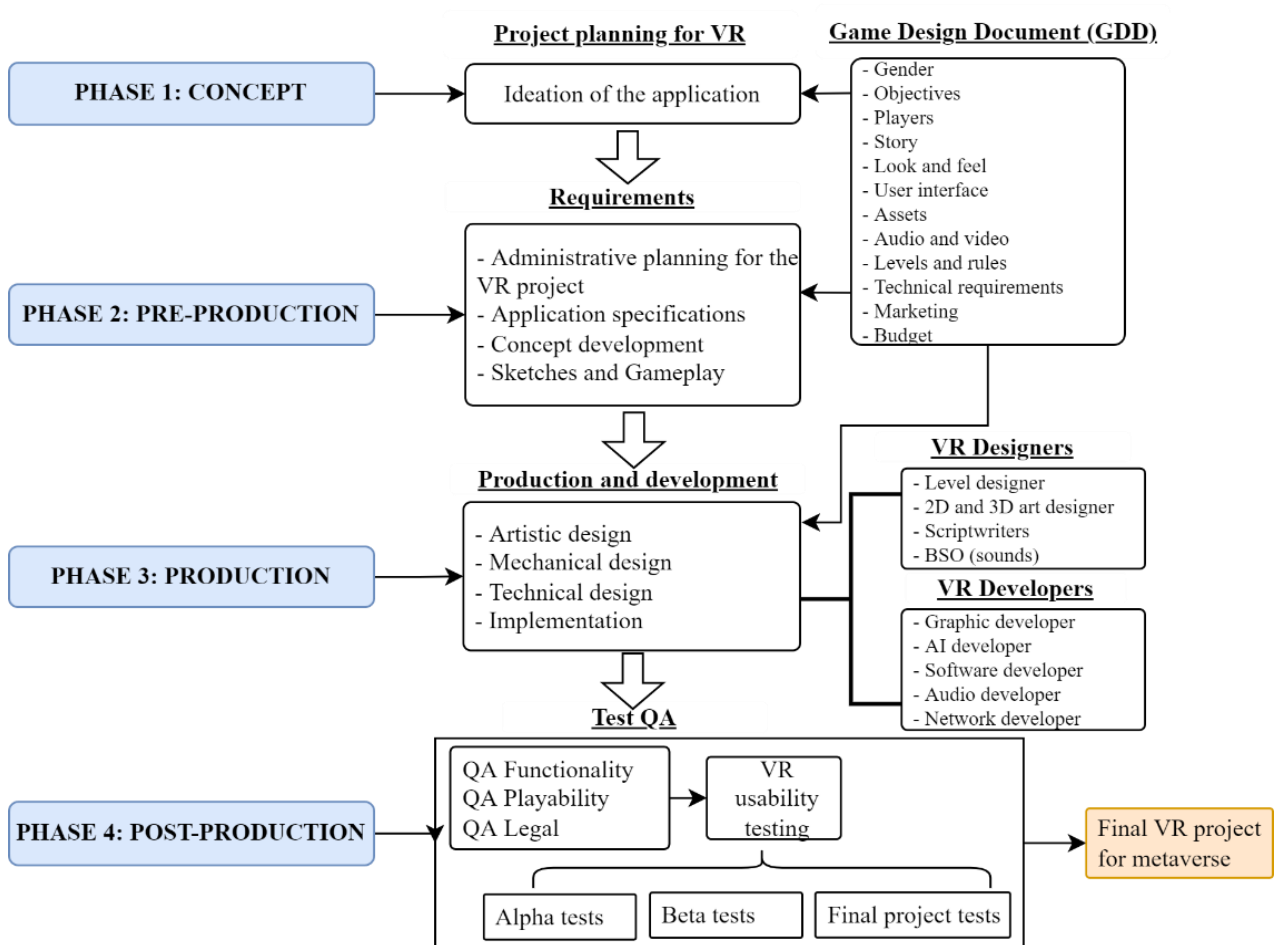 Project planning for VR
Game Design Document (GDD)
PHASE 1: CONCEPT
Ideation of the application
- Gender
- Objectives
- Players
- Story
- Look and feel
- User interface
- Assets
- Audio and video
- Levels and rules
- Technical requirements
- Marketing
- Budget
Requirements
PHASE 2: PRE-PRODUCTION
- Administrative planning for the
VR project
- Application specifications
- Concept development
- Sketches and Gameplay
Production and development
PHASE 3: PRODUCTION
- Artistic design
- Mechanical design
- Technical design
- Implementation
VR Designers
- Level designer
- 2D and 3D art designer
- Scriptwriters
- BSO (sounds)
VR Developers
- Graphic developer
- AI developer
- Software developer
- Audio developer
- Network developer
Test QA
PHASE 4: POST-PRODUCTION
QA Functionality
QA Playability
QA Legal
VR
usability
testing
Alpha tests
Beta tests
Final project tests
Final VR project
for metaverse